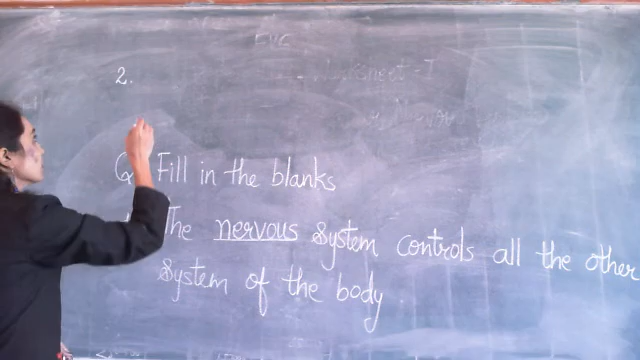 2.
Q. Fill in the blanks
The nervous system controls all the other
System of the body